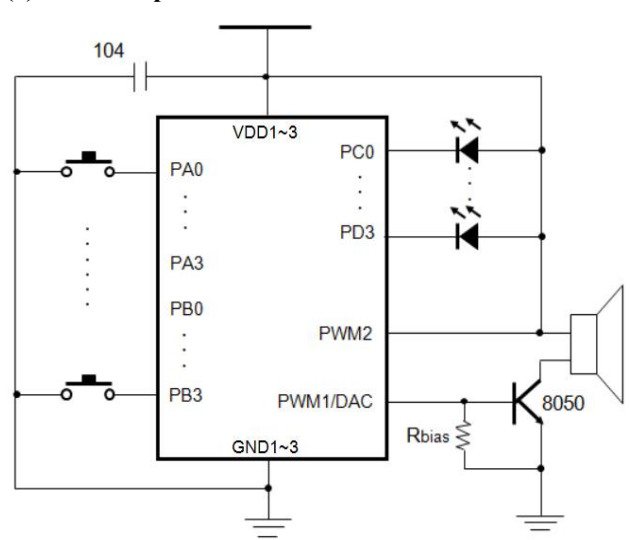 104
VDD1~3
PA0
PC0
PD3
PA3
PB0
PWM2
PB3
PWM1/DAC
8050
Rbias
GND1~3